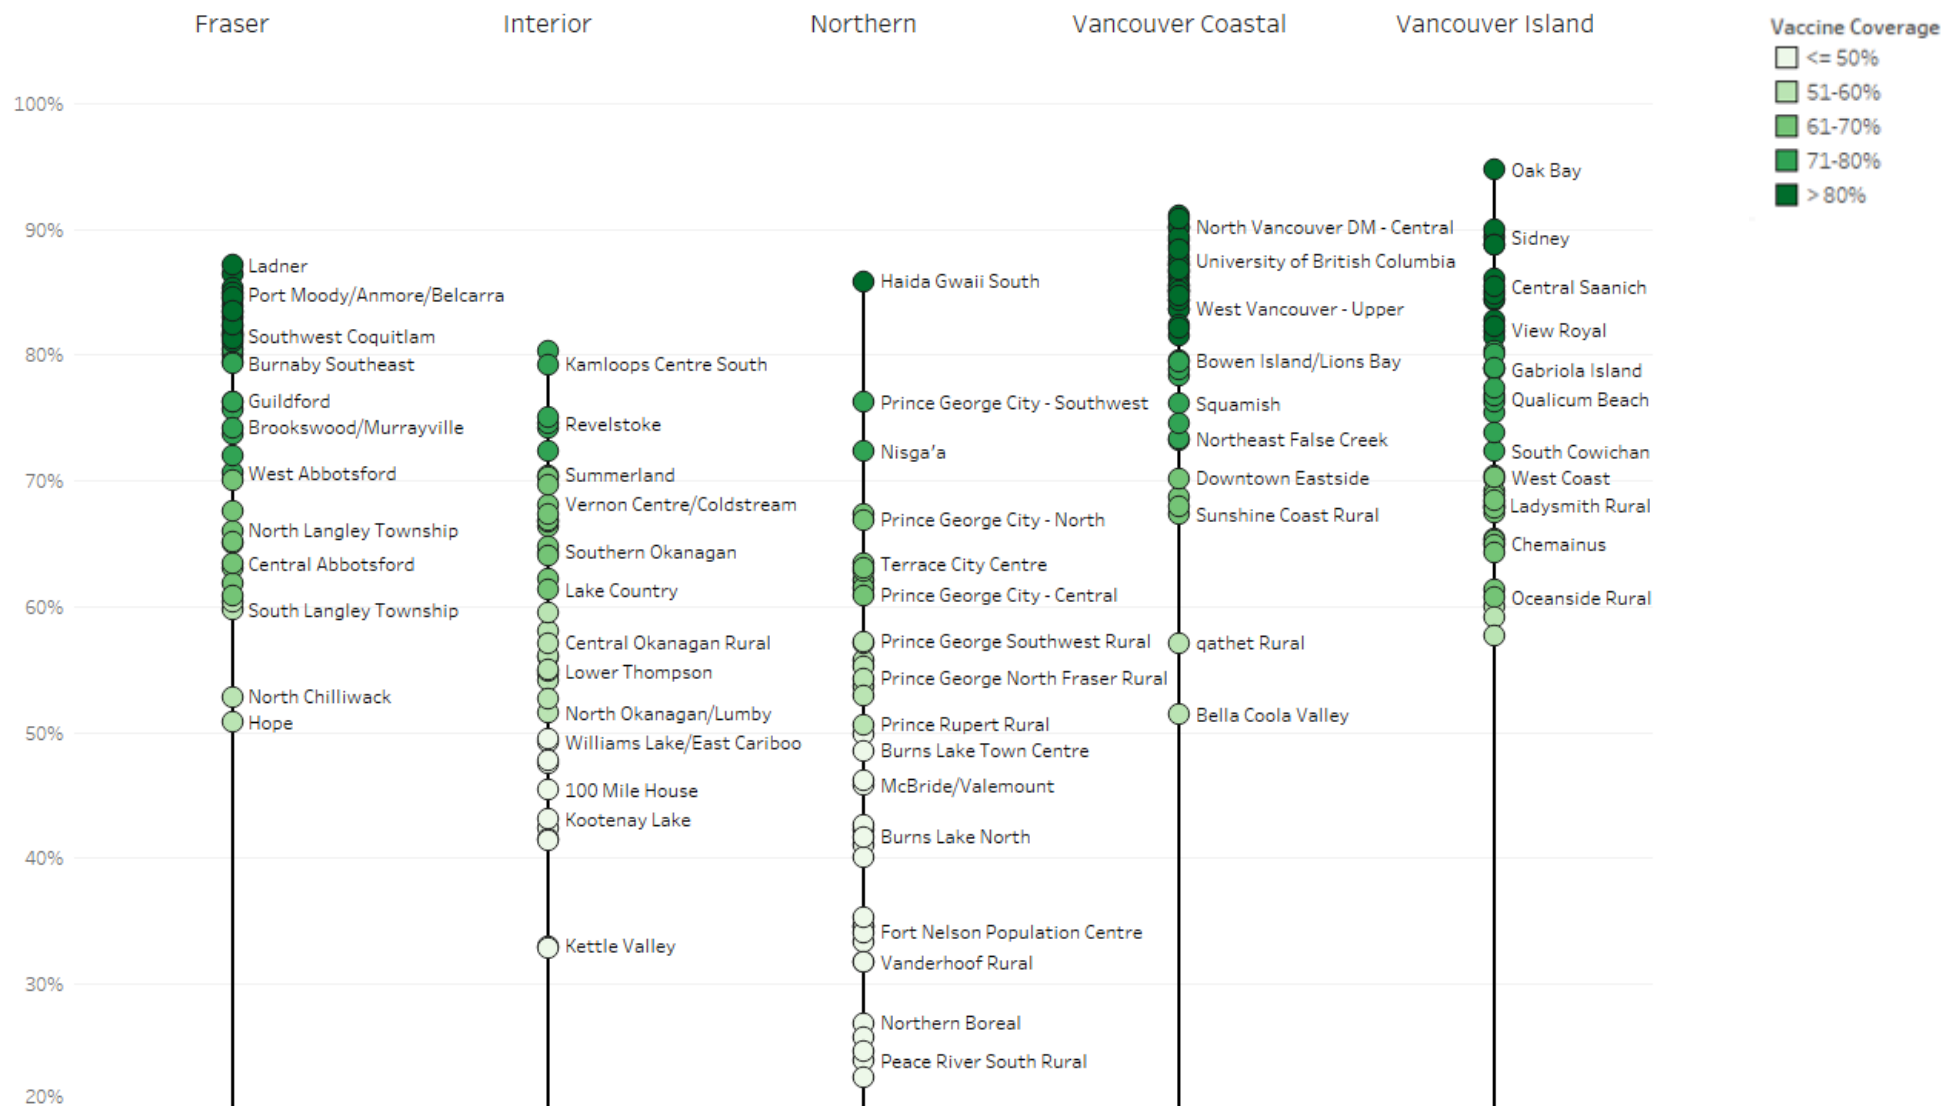 Fraser
Interior
Northern
Vancouver Coastal
Vancouver Island
Vaccine Coverage
<= 50%
51-60%
61-70%
71-80%
> 80%
100%
90%
80%
70%
60%
50%
40%
30%
20%
Ladner
Port Moody/Anmore/Belcarra
Southwest Coquitlam
Burnaby Southeast
Guildford
Brookswood/Murrayville
West Abbotsford
North Langley Township
Central Abbotsford
South Langley Township
North Chilliwack
Hope
Kamloops Centre South
Revelstoke
Summerland
Vernon Centre/Coldstream
Southern Okanagan
Lake Country
Central Okanagan Rural
Lower Thompson
North Okanagan/Lumby
Williams Lake/East Cariboo
100 Mile House
Kootenay Lake
Kettle Valley
Haida Gwaii South
Prince George City - Southwest
Nisga’a
Prince George City - North
Terrace City Centre
Prince George City - Central
Prince George Southwest Rural
Prince George North Fraser Rural
Prince Rupert Rural
Burns Lake Town Centre
McBride/Valemount
Burns Lake North
Fort Nelson Population Centre
Vanderhoof Rural
Northern Boreal
Peace River South Rural
North Vancouver DM - Central
University of British Columbia
West Vancouver - Upper
Bowen Island/Lions Bay
Squamish
Northeast False Creek
Downtown Eastside
Sunshine Coast Rural
qathet Rural
Bella Coola Valley
Oak Bay
Sidney
Central Saanich
View Royal
Gabriola Island
Qualicum Beach
South Cowichan
West Coast
Ladysmith Rural
Chemainus
Oceanside Rural